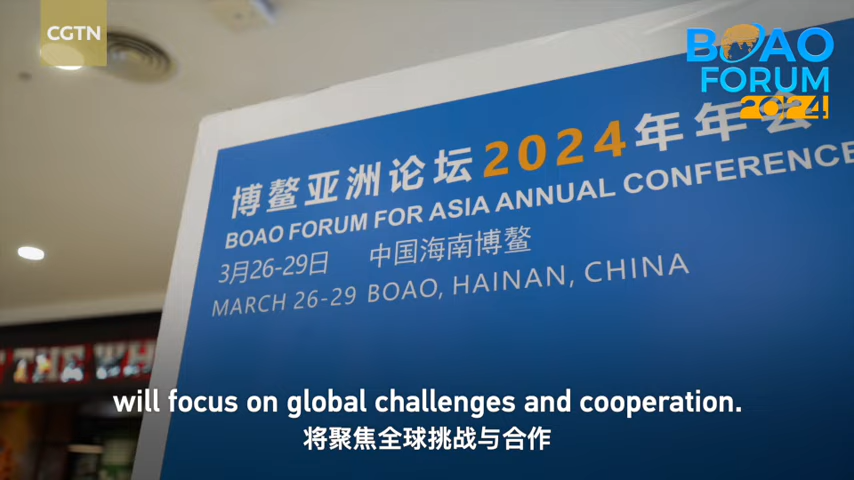 CGTN
BOAO
FORUM
2024
博鳌亚洲论坛2024年年会
BOAO FORUM FOR ASIA ANNUAL CONFERENCE
3月26-29日 中国海南博鳌
MARCH 26-29 BOAO, HAINAN, CHINA
THE
will focus on global challenges and cooperation.
将聚焦全球挑战与合作